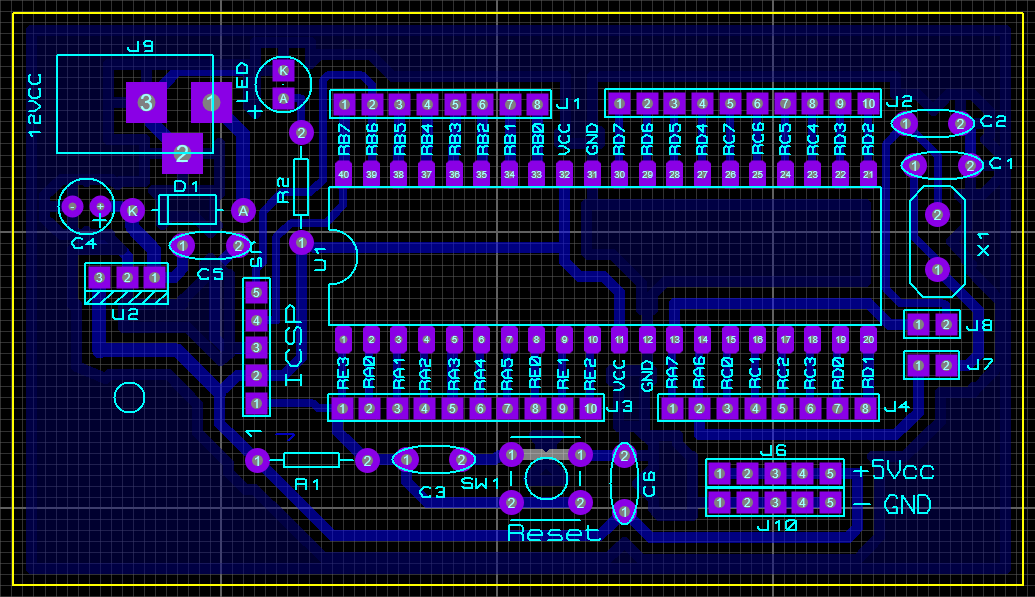 J9
12VCC
3 1
2
LED
K
A
+
2
R2
1
1 2 3 4 5 6 7 8
J1
1 2 3 4 5 6 7 8 9 10
J2
RB7 RB6 RB5 RB4 RB3 RB2 RB1 RB0 VCC GND RD7 RD6 RD5 RD4 RC7 RC6 RC5 RC4 RD3 RD2
40 39 38 37 36 35 34 33 32 31 30 29 28 27 26 25 24 23 22 21
1 2
C2
1 2
C1
2
1
X1
D1
K A
- +
+
C4
1 2
C5
3 2 1
U2
U1
J5
5
4
3
2
1
ICSP
1
1 2
J8
1 2
J7
1 2 3 4 5 6 7 8 9 10 11 12 13 14 15 16 17 18 19 20
RE3 RA0 RA1 RA2 RA3 RA4 RA5 RE0 RE1 RE2 VCC GND RA7 RA6 RC0 RC1 RC2 RC3 RD0 RD1
1 2 3 4 5 6 7 8 9 10
J3
1 2 3 4 5 6 7 8
J4
1 2
R1
1 2
C3
SW1
1 1
2 2
Reset
2
1
C6
J6
1 2 3 4 5
+5Vcc
1 2 3 4 5
- GND
J10